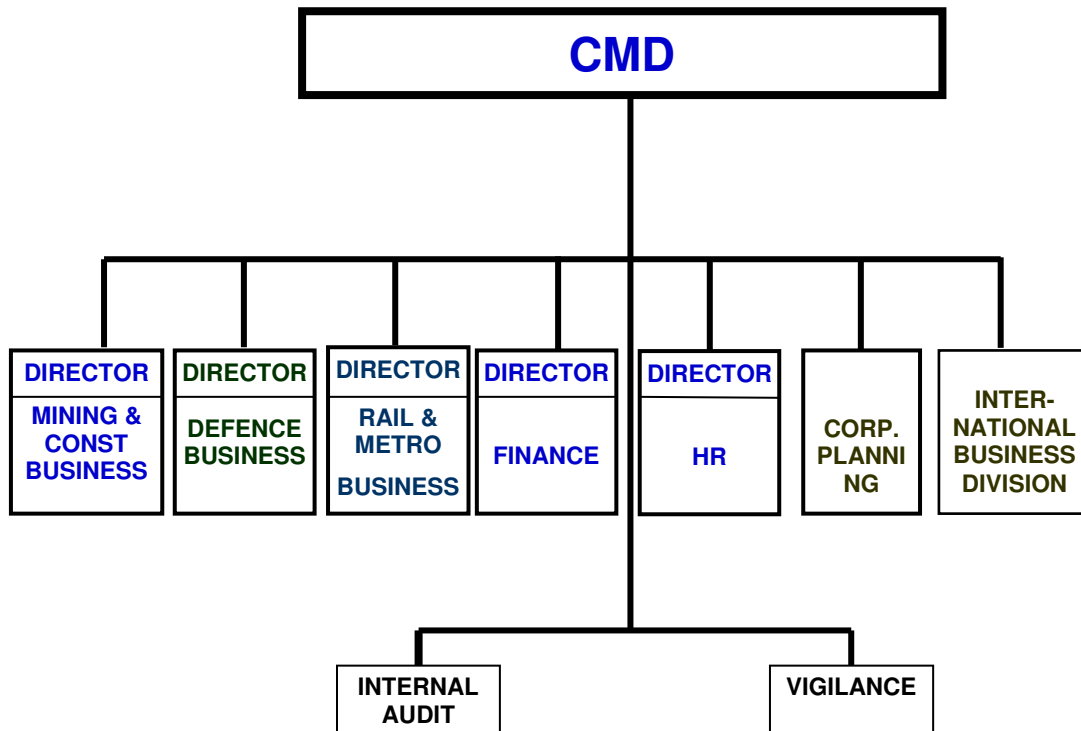 CMD
DIRECTOR
MINING &
CONST
BUSINESS
DIRECTOR
DEFENCE
BUSINESS
DIRECTOR
RAIL &
METRO
BUSINESS
DIRECTOR
FINANCE
DIRECTOR
HR
CORP.
PLANNI
NG
INTER-
NATIONAL
BUSINESS
DIVISION
INTERNAL
AUDIT
VIGILANCE